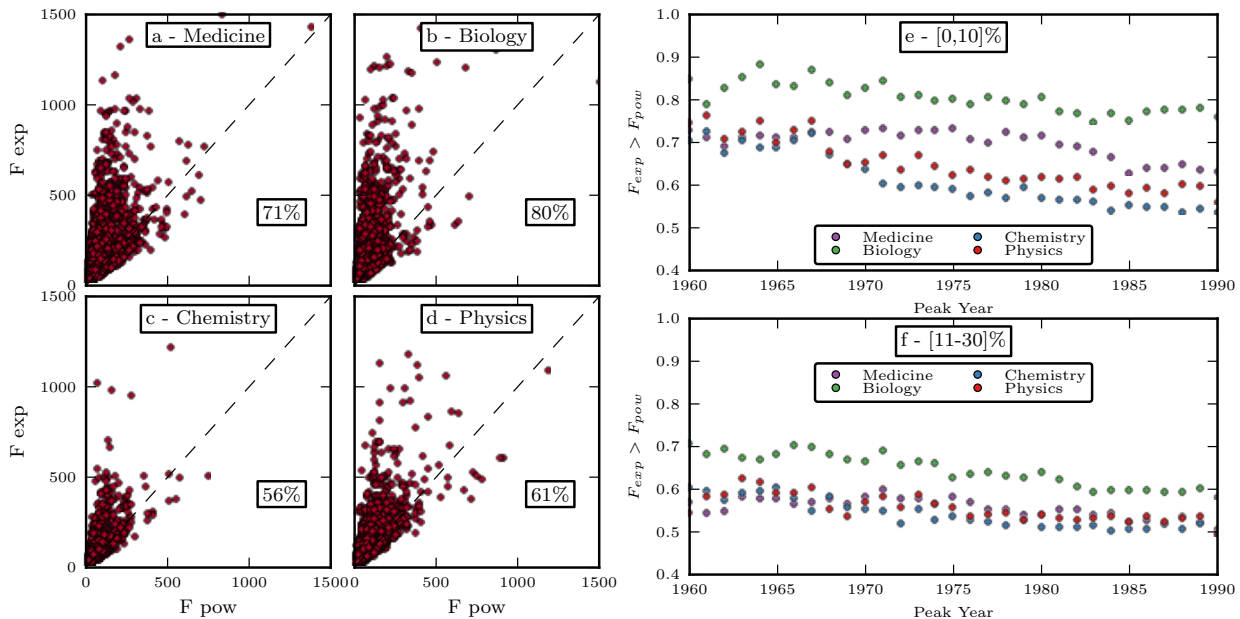 1500
a - Medicine
1000
F exp
500
71%
0
b - Biology
80%
1500
c - Chemistry
1000
F exp
500
56%
0
0 500 1000 1500
F pow
d - Physics
61%
0 500 1000 1500
F pow
1.0
e - [0,10]%
0.9
0.8
F_exp > F_pow
0.7
0.6
0.5
Medicine Chemistry
Biology Physics
0.4
1960 1965 1970 1975 1980 1985 1990
Peak Year
1.0
f - [11-30]%
0.9
Medicine Chemistry
Biology Physics
0.8
F_exp > F_pow
0.7
0.6
0.5
0.4
1960 1965 1970 1975 1980 1985 1990
Peak Year